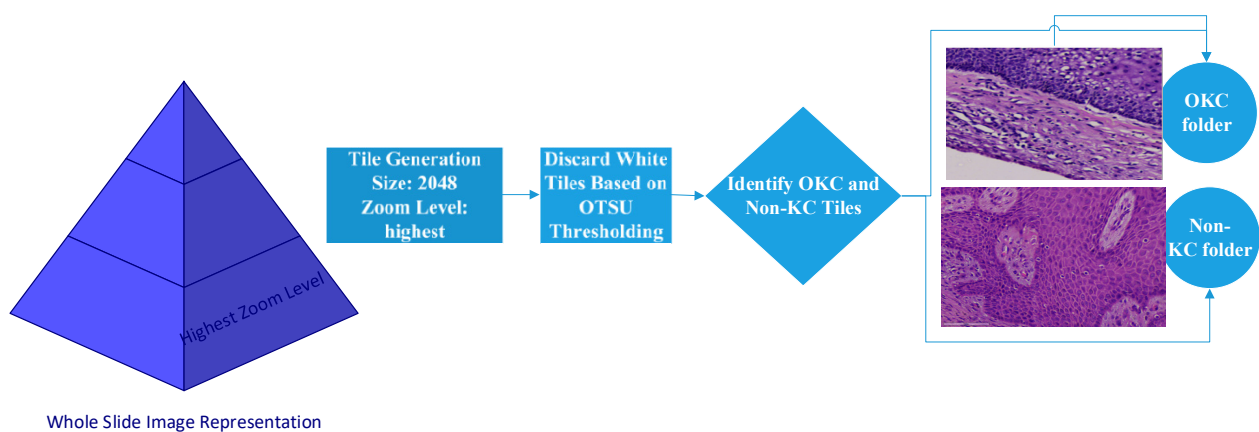 Highest Zoom Level
Whole Slide Image Representation
Tile Generation
Size: 2048
Zoom Level:
highest
Discard White
Tiles Based on
OTSU
Thresholding
Identify OKC and
Non-KC Tiles
OKC
folder
Non-
KC folder